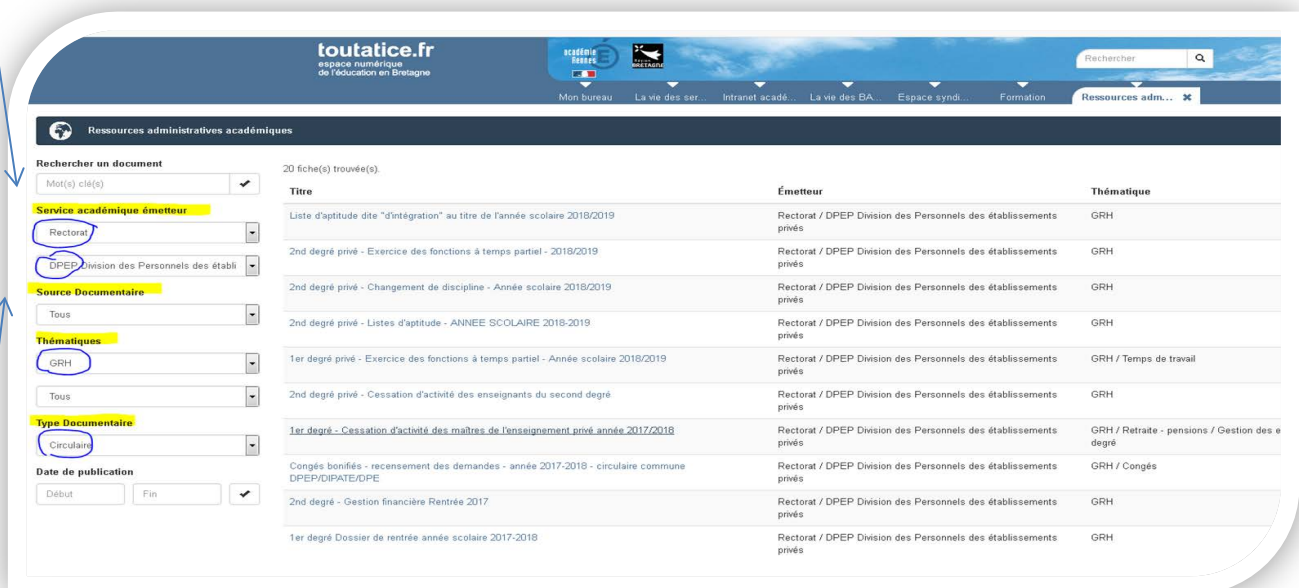 toutatice.fr
espace numérique
de l'éducation en Bretagne
académie
Rennes
BRETAGNE
Rechercher
Mon bureau La vie des ser... Intranet acadé... La vie des BA... Espace syndi... Formation Ressources adm... ✖
Ressources administratives académiques
Rechercher un document
Mot(s) clé(s)
Service académique émetteur
Rectorat
DPEP Division des Personnels des établi
Source Documentaire
Tous
Thématiques
GRH
Tous
Type Documentaire
Circulaire
Date de publication
Début Fin
20 fiche(s) trouvée(s).
Titre Émetteur Thématique
Liste d'aptitude dite "d'intégration" au titre de l'année scolaire 2018/2019 Rectorat / DPEP Division des Personnels des établissements GRH
privés
2nd degré privé - Exercice des fonctions à temps partiel - 2018/2019 Rectorat / DPEP Division des Personnels des établissements GRH
privés
2nd degré privé - Changement de discipline - Année scolaire 2018/2019 Rectorat / DPEP Division des Personnels des établissements GRH
privés
2nd degré privé - Listes d'aptitude - ANNEE SCOLAIRE 2018-2019 Rectorat / DPEP Division des Personnels des établissements GRH
privés
1er degré privé - Exercice des fonctions à temps partiel - Année scolaire 2018/2019 Rectorat / DPEP Division des Personnels des établissements GRH / Temps de travail
privés
2nd degré privé - Cessation d'activité des enseignants du second degré Rectorat / DPEP Division des Personnels des établissements GRH
privés
1er degré - Cessation d'activité des maîtres de l'enseignement privé année 2017/2018 Rectorat / DPEP Division des Personnels des établissements GRH / Retraite - pensions / Gestion des e
privés degré
Congés bonifiés - recensement des demandes - année 2017-2018 - circulaire commune Rectorat / DPEP Division des Personnels des établissements GRH / Congés
DPEP/DIPATE/DPE privés
2nd degré - Gestion financière Rentrée 2017 Rectorat / DPEP Division des Personnels des établissements GRH
privés
1er degré Dossier de rentrée année scolaire 2017-2018 Rectorat / DPEP Division des Personnels des établissements GRH
privés